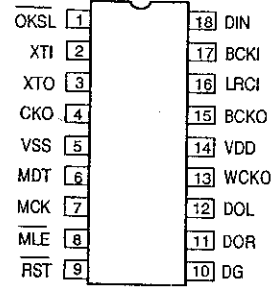 CKSL 1 18 DIN
XTI 2 17 BCKI
XTO 3 16 LRCI
CKO 4 15 BCKO
VSS 5 14 VDD
MDT 6 13 WCKO
MCK 7 12 DOL
MLE 8 11 DOR
RST 9 10 DG